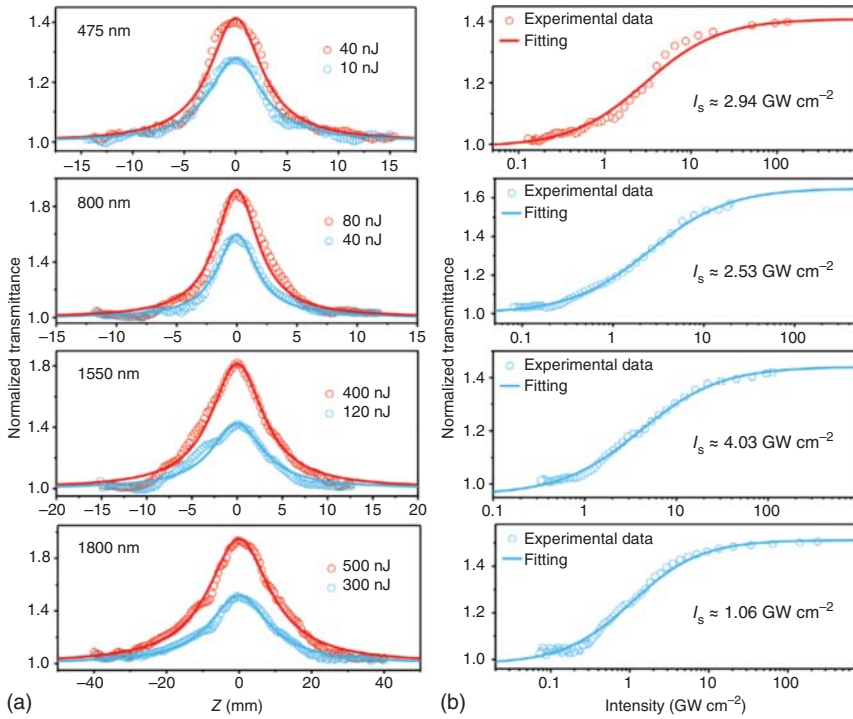 Normalized transmittance
475 nm
40 nJ
10 nJ
1.4
1.2
1.0
−15 −10 −5 0 5 10 15
800 nm
80 nJ
40 nJ
1.8
1.4
1.0
−15 −10 −5 0 5 10 15
1550 nm
400 nJ
120 nJ
1.8
1.4
1.0
−20 −15 −10 −5 0 5 10 15 20
1800 nm
500 nJ
300 nJ
1.8
1.4
1.0
−40 −20 0 20 40
(a)
Z (mm)
Normalized transmittance
Experimental data
Fitting
Is ≈ 2.94 GW cm−2
1.4
1.2
1.0
0.1 1 10 100
Experimental data
Fitting
Is ≈ 2.53 GW cm−2
1.6
1.4
1.2
1.0
0.1 1 10 100
Experimental data
Fitting
Is ≈ 4.03 GW cm−2
1.4
1.2
1.0
0.1 1 10 100
Experimental data
Fitting
Is ≈ 1.06 GW cm−2
1.4
1.2
1.0
0.1 1 10 100
(b)
Intensity (GW cm−2)